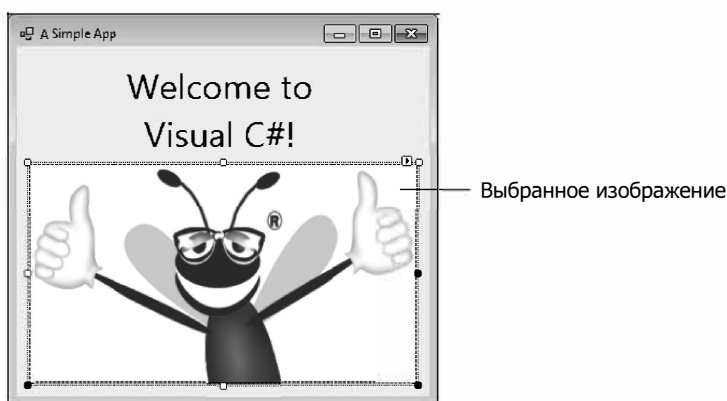 A Simple App
Welcome to
Visual C#!
®
Выбранное изображение